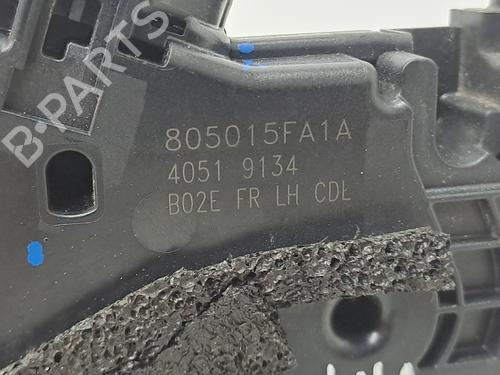 B-PARTS
805015FA1A
4051 9134
B02E FR LH CDL